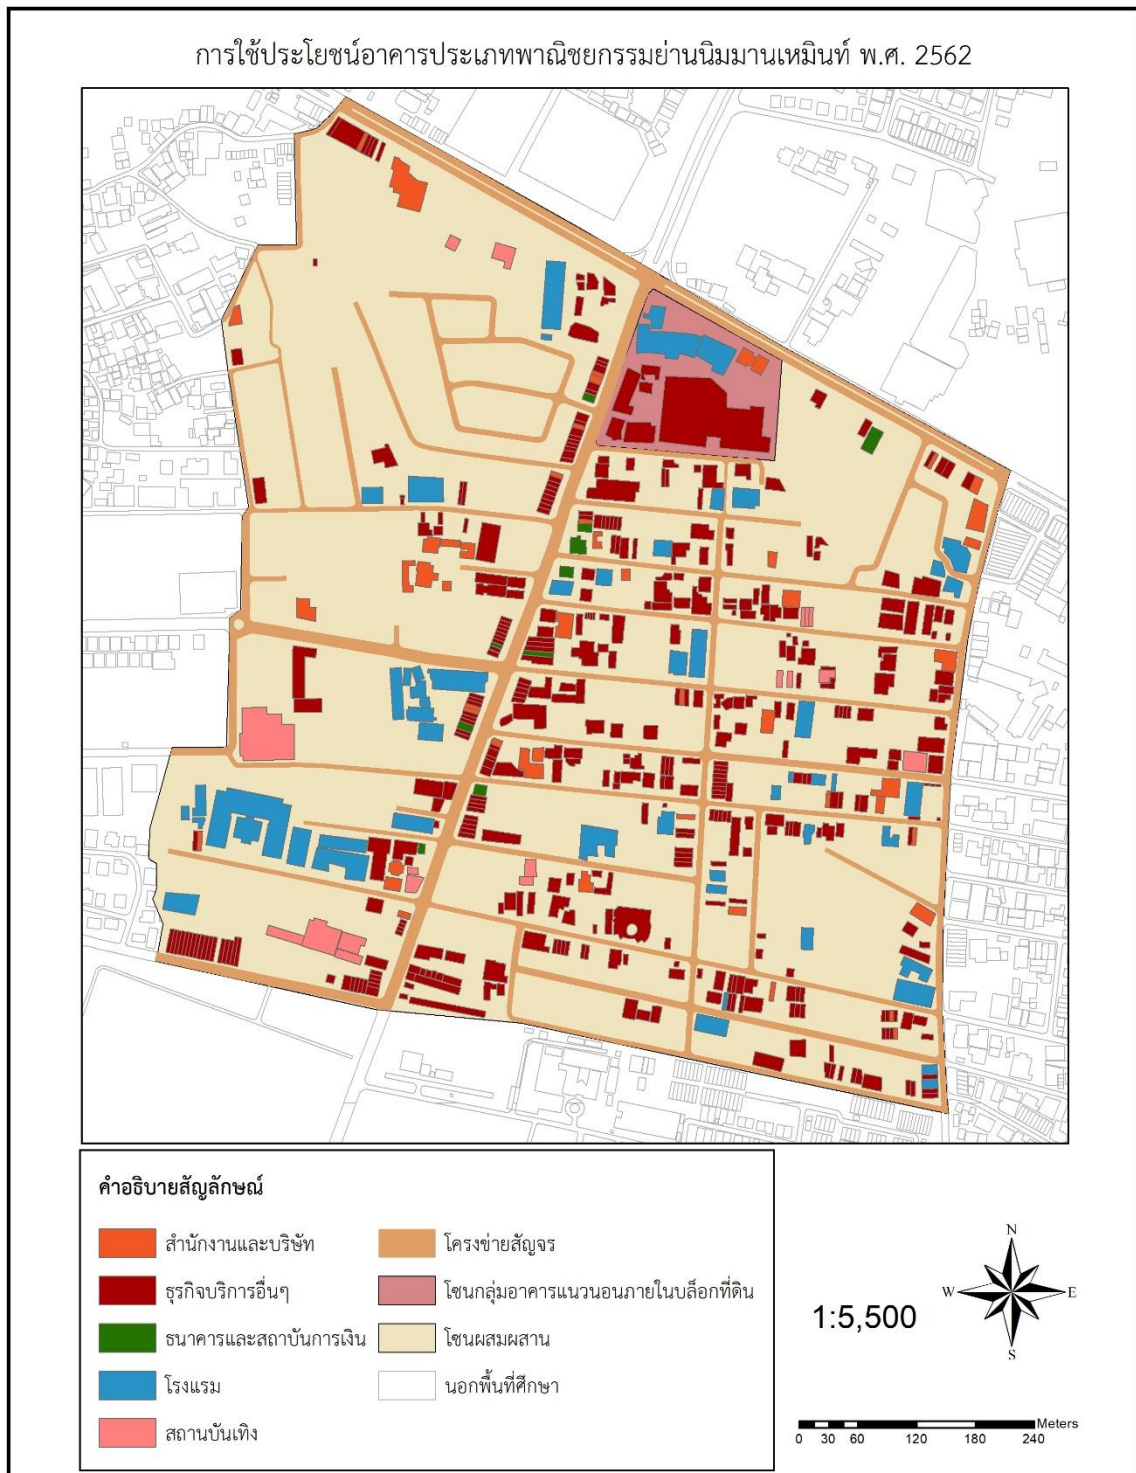 การใช้ประโยชน์อาคารประเภทพาณิชยกรรมย่านนิมมานเหมินท์ พ.ศ. 2562
คำอธิบายสัญลักษณ์
สำนักงานและบริษัท
โครงข่ายสัญจร
ธุรกิจบริการอื่นๆ
โซนกลุ่มอาคารแนวนอนภายในบล็อกที่ดิน
ธนาคารและสถาบันการเงิน
โซนผสมผสาน
โรงแรม
นอกพื้นที่ศึกษา
สถานบันเทิง
1:5,500
N
W
E
S
Meters
0 30 60 120 180 240